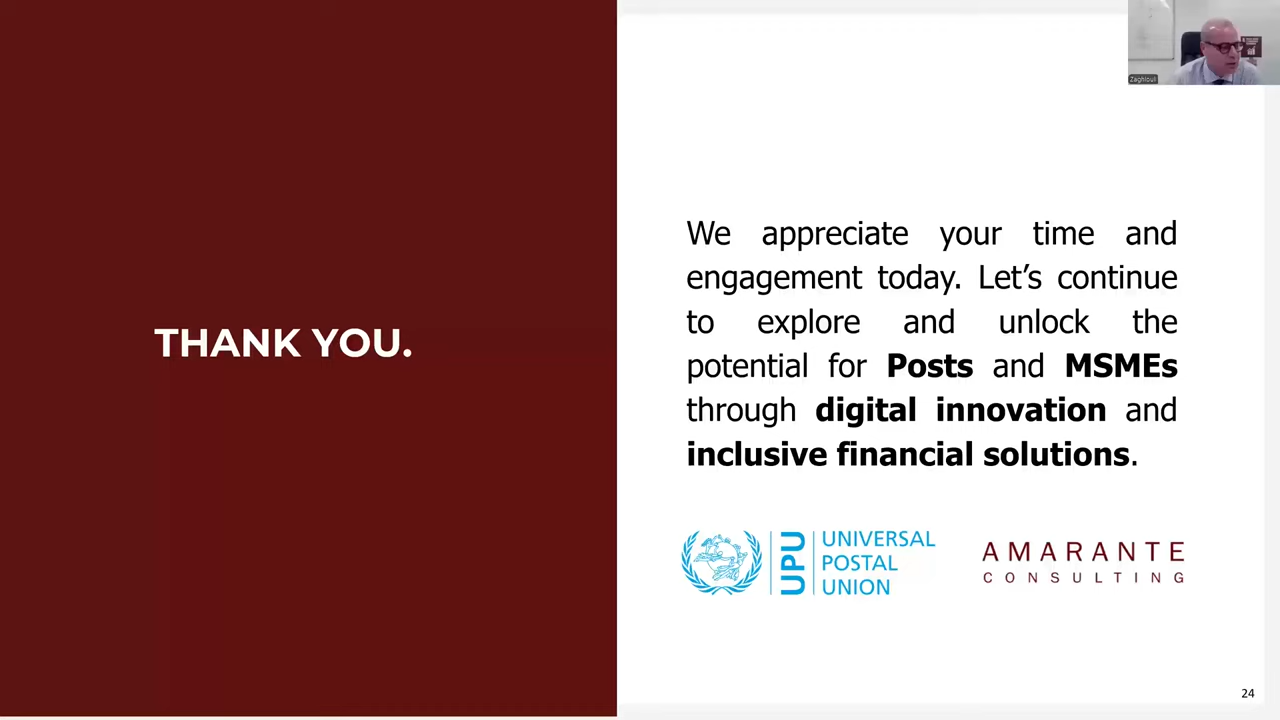 Zaghlouli
THANK YOU.
We appreciate your time and
engagement today. Let’s continue
to explore and unlock the
potential for Posts and MSMEs
through digital innovation and
inclusive financial solutions.
UPU
UNIVERSAL
POSTAL
UNION
AMARANTE
CONSULTING
24